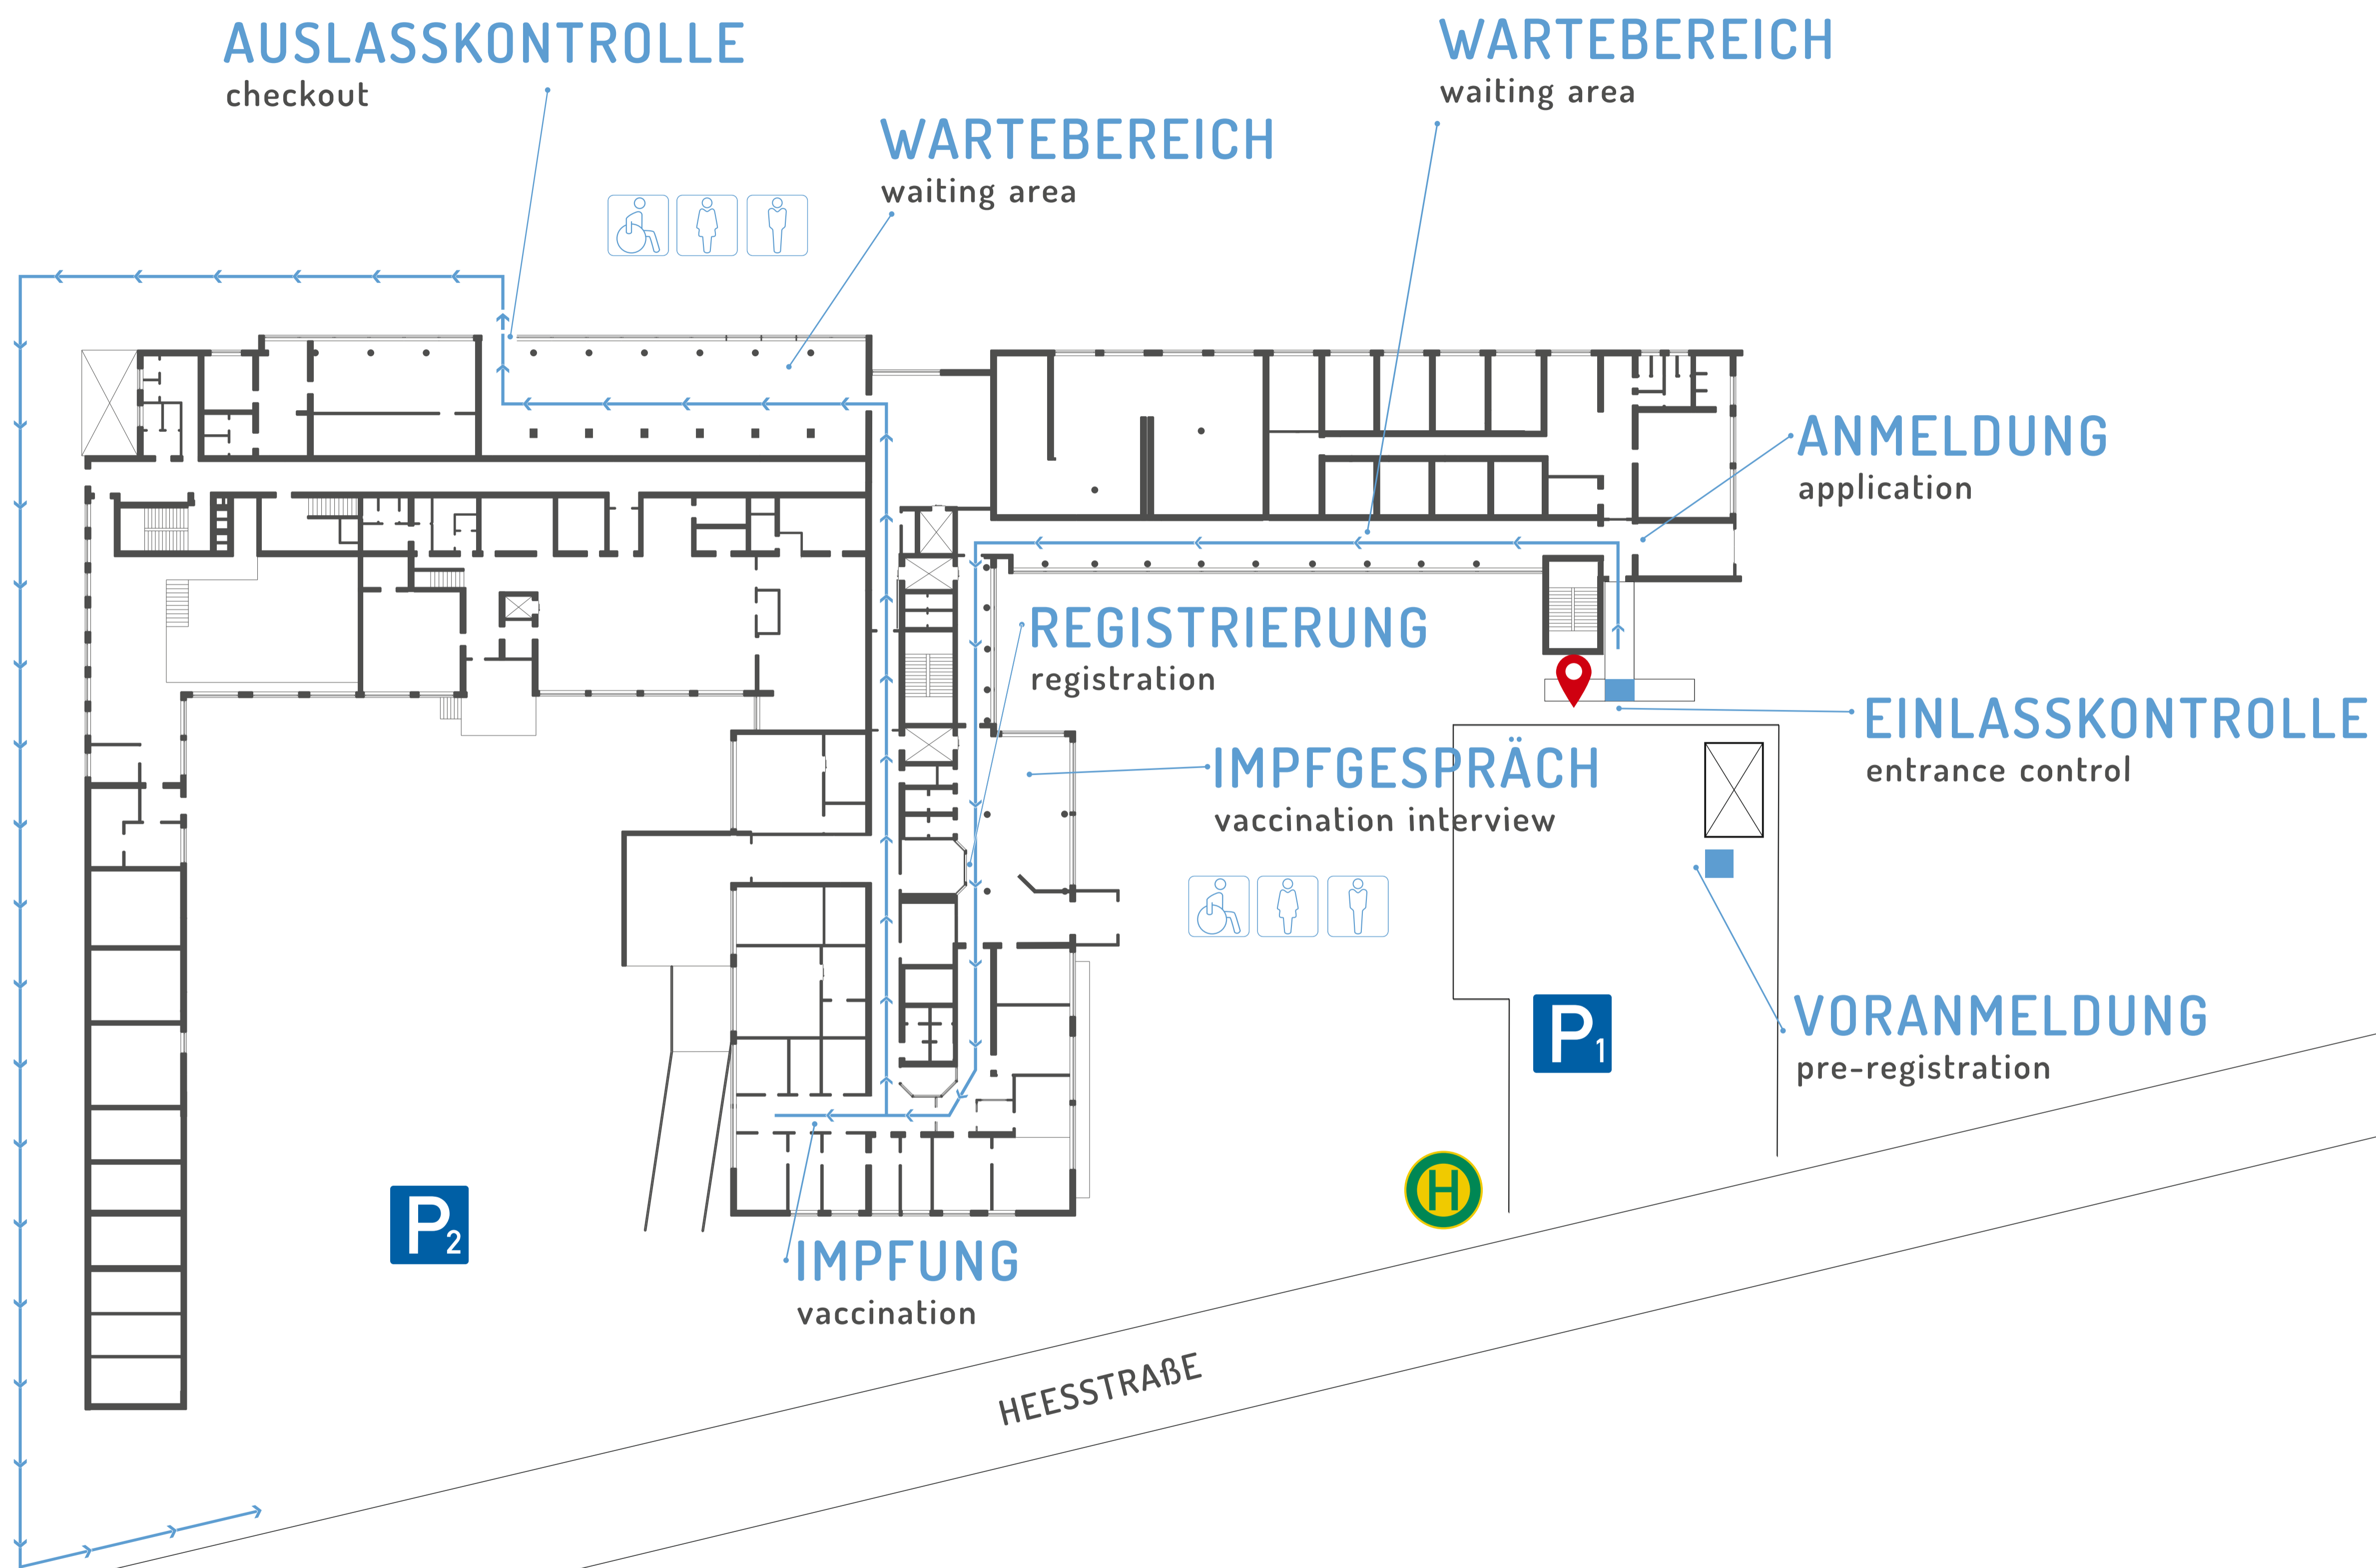 AUSLASSKONTROLLE
checkout
WARTEBEREICH
waiting area
WARTEBEREICH
waiting area
ANMELDUNG
application
REGISTRIERUNG
registration
EINLASSKONTROLLE
entrance control
IMPFGESPRÄCH
vaccination interview
VORANMELDUNG
pre-registration
P1
H
P2
IMPFUNG
vaccination
HEESSTRAßE